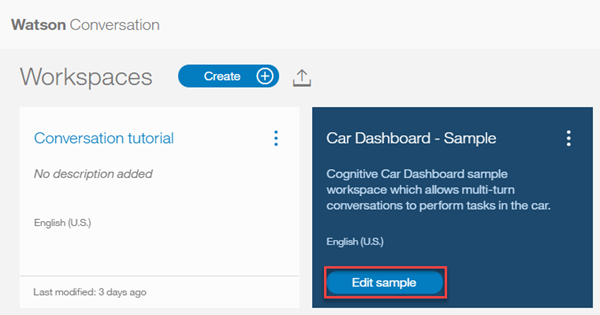 Watson Conversation
Workspaces
Create
Conversation tutorial
No description added
English (U.S.)
Last modified: 3 days ago
Car Dashboard - Sample
Cognitive Car Dashboard sample
workspace which allows multi-turn
conversations to perform tasks in the car.
English (U.S.)
Edit sample